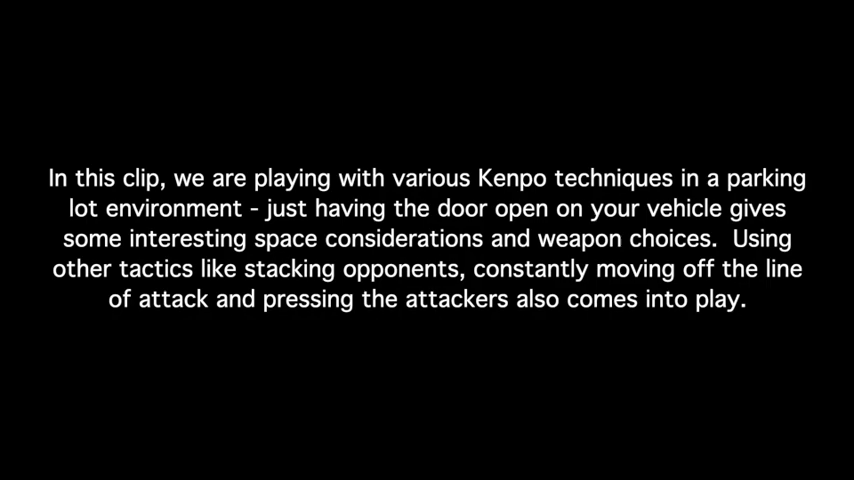 In this clip, we are playing with various Kenpo techniques in a parking
lot environment - just having the door open on your vehicle gives
some interesting space considerations and weapon choices.  Using
other tactics like stacking opponents, constantly moving off the line
of attack and pressing the attackers also comes into play.